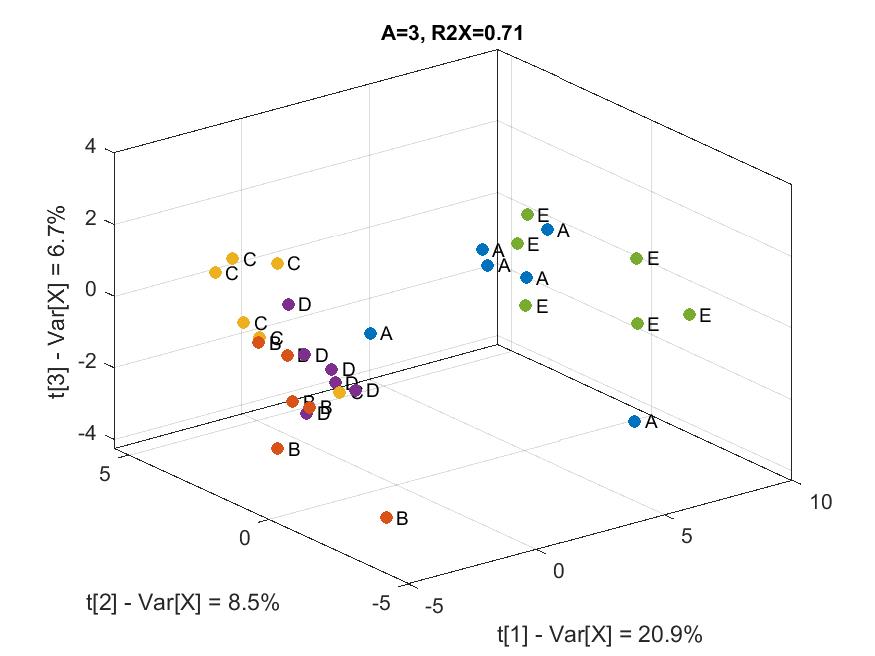 A=3, R2X=0.71
4
2
0
-2
-4
t[3] - Var[X] = 6.7%
5
0
-5
t[2] - Var[X] = 8.5%
-5
0
5
10
t[1] - Var[X] = 20.9%
E
A
E
A
A
A
E
E
E
E
A
A
C
C
C
D
C
C
B
D
D
D
D
C
B
B
D
B
B